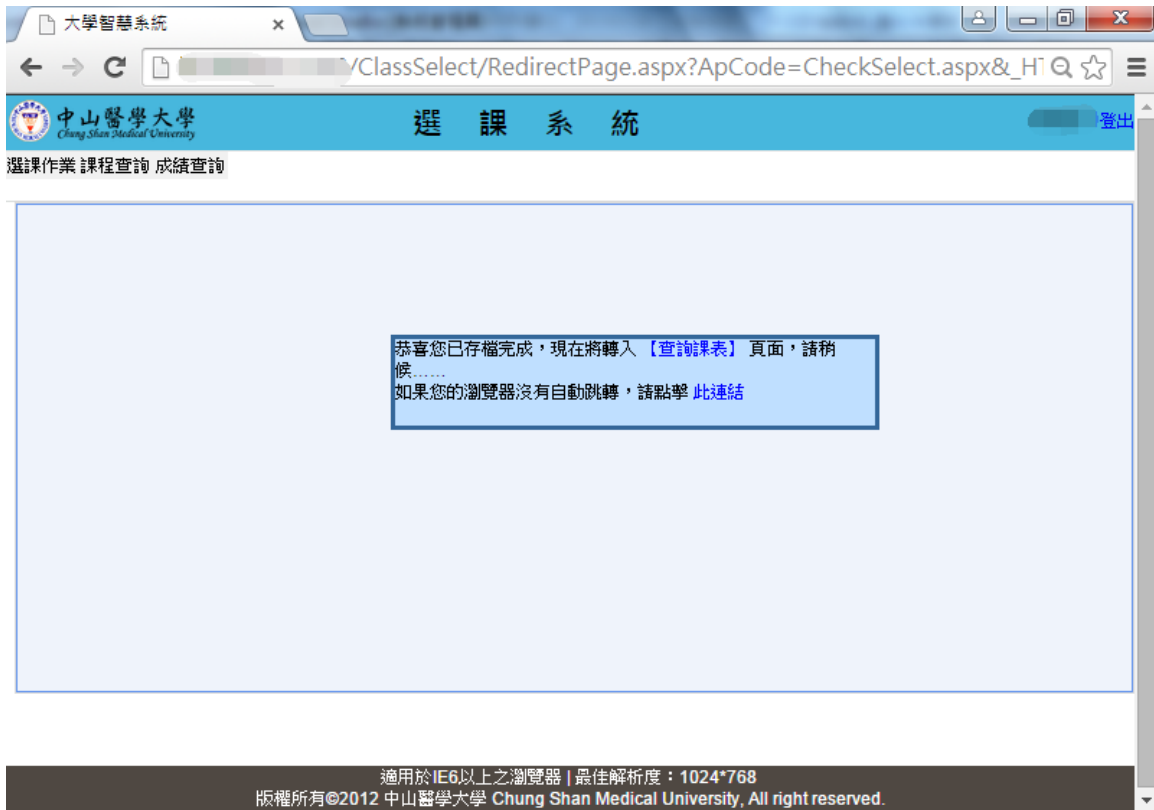 大學智慧系統
/ClassSelect/RedirectPage.aspx?ApCode=CheckSelect.aspx&_HT
中山醫學大學
Chung Shan Medical University
選 課 系 統
登出
選課作業 課程查詢 成績查詢
恭喜您已存檔完成，現在將轉入 【查詢課表】 頁面，請稍
候……
如果您的瀏覽器沒有自動跳轉，請點擊 此連結
適用於IE6以上之瀏覽器 | 最佳解析度：1024*768
版權所有©2012 中山醫學大學 Chung Shan Medical University, All right reserved.